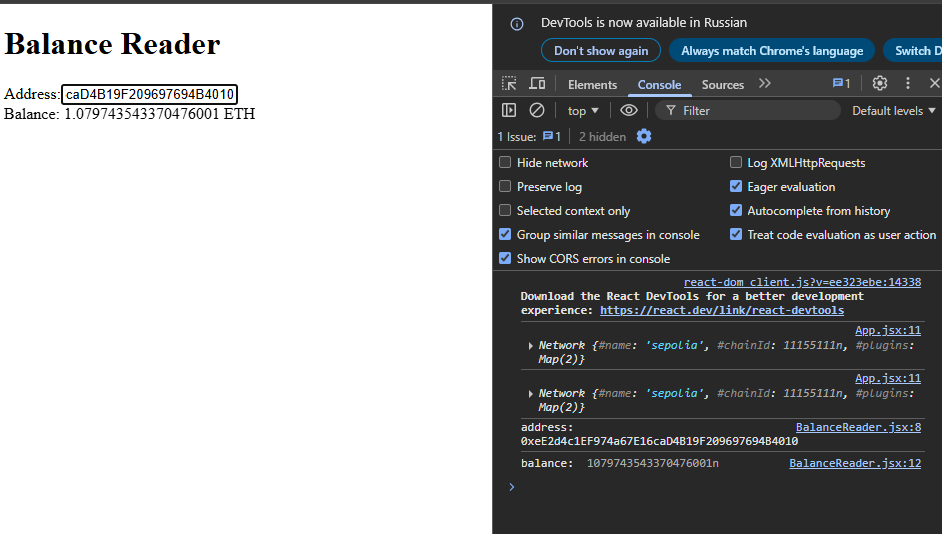 Balance Reader
Address: caD4B19F209697694B4010
Balance: 1.079743543370476001 ETH
DevTools is now available in Russian
Don't show again
Always match Chrome's language
Switch D
Elements
Console
Sources
1
top
Filter
Default levels
1 Issue: 1
2 hidden
Hide network
Log XMLHttpRequests
Preserve log
Eager evaluation
Selected context only
Autocomplete from history
Group similar messages in console
Treat code evaluation as user action
Show CORS errors in console
react-dom_client.js?v=ee323ebe:14338
Download the React DevTools for a better development
experience: https://react.dev/link/react-devtools
App.jsx:11
Network {#name: 'sepolia', #chainId: 11155111n, #plugins:
Map(2)}
App.jsx:11
Network {#name: 'sepolia', #chainId: 11155111n, #plugins:
Map(2)}
address: BalanceReader.jsx:8
0xeE2d4c1EF974a67E16caD4B19F209697694B4010
balance: 1079743543370476001n BalanceReader.jsx:12